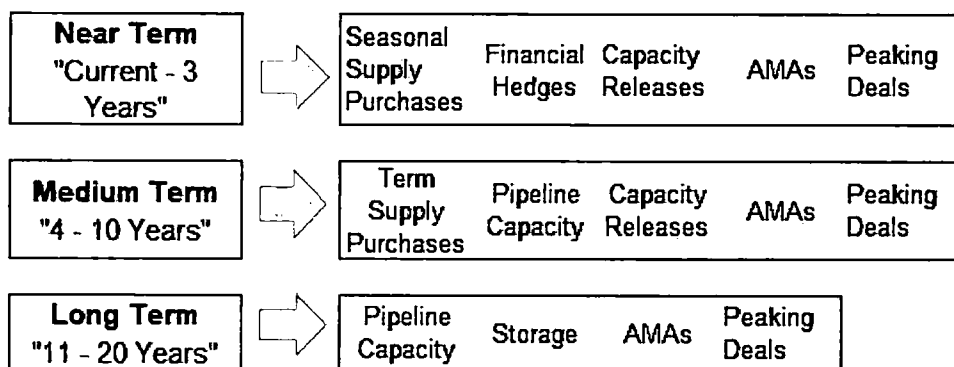 Near Term
"Current - 3
Years"
Seasonal
Supply
Purchases
Financial
Hedges
Capacity
Releases
AMAs
Peaking
Deals
Medium Term
"4 - 10 Years"
Term
Supply
Purchases
Pipeline
Capacity
Capacity
Releases
AMAs
Peaking
Deals
Long Term
"11 - 20 Years"
Pipeline
Capacity
Storage
AMAs
Peaking
Deals